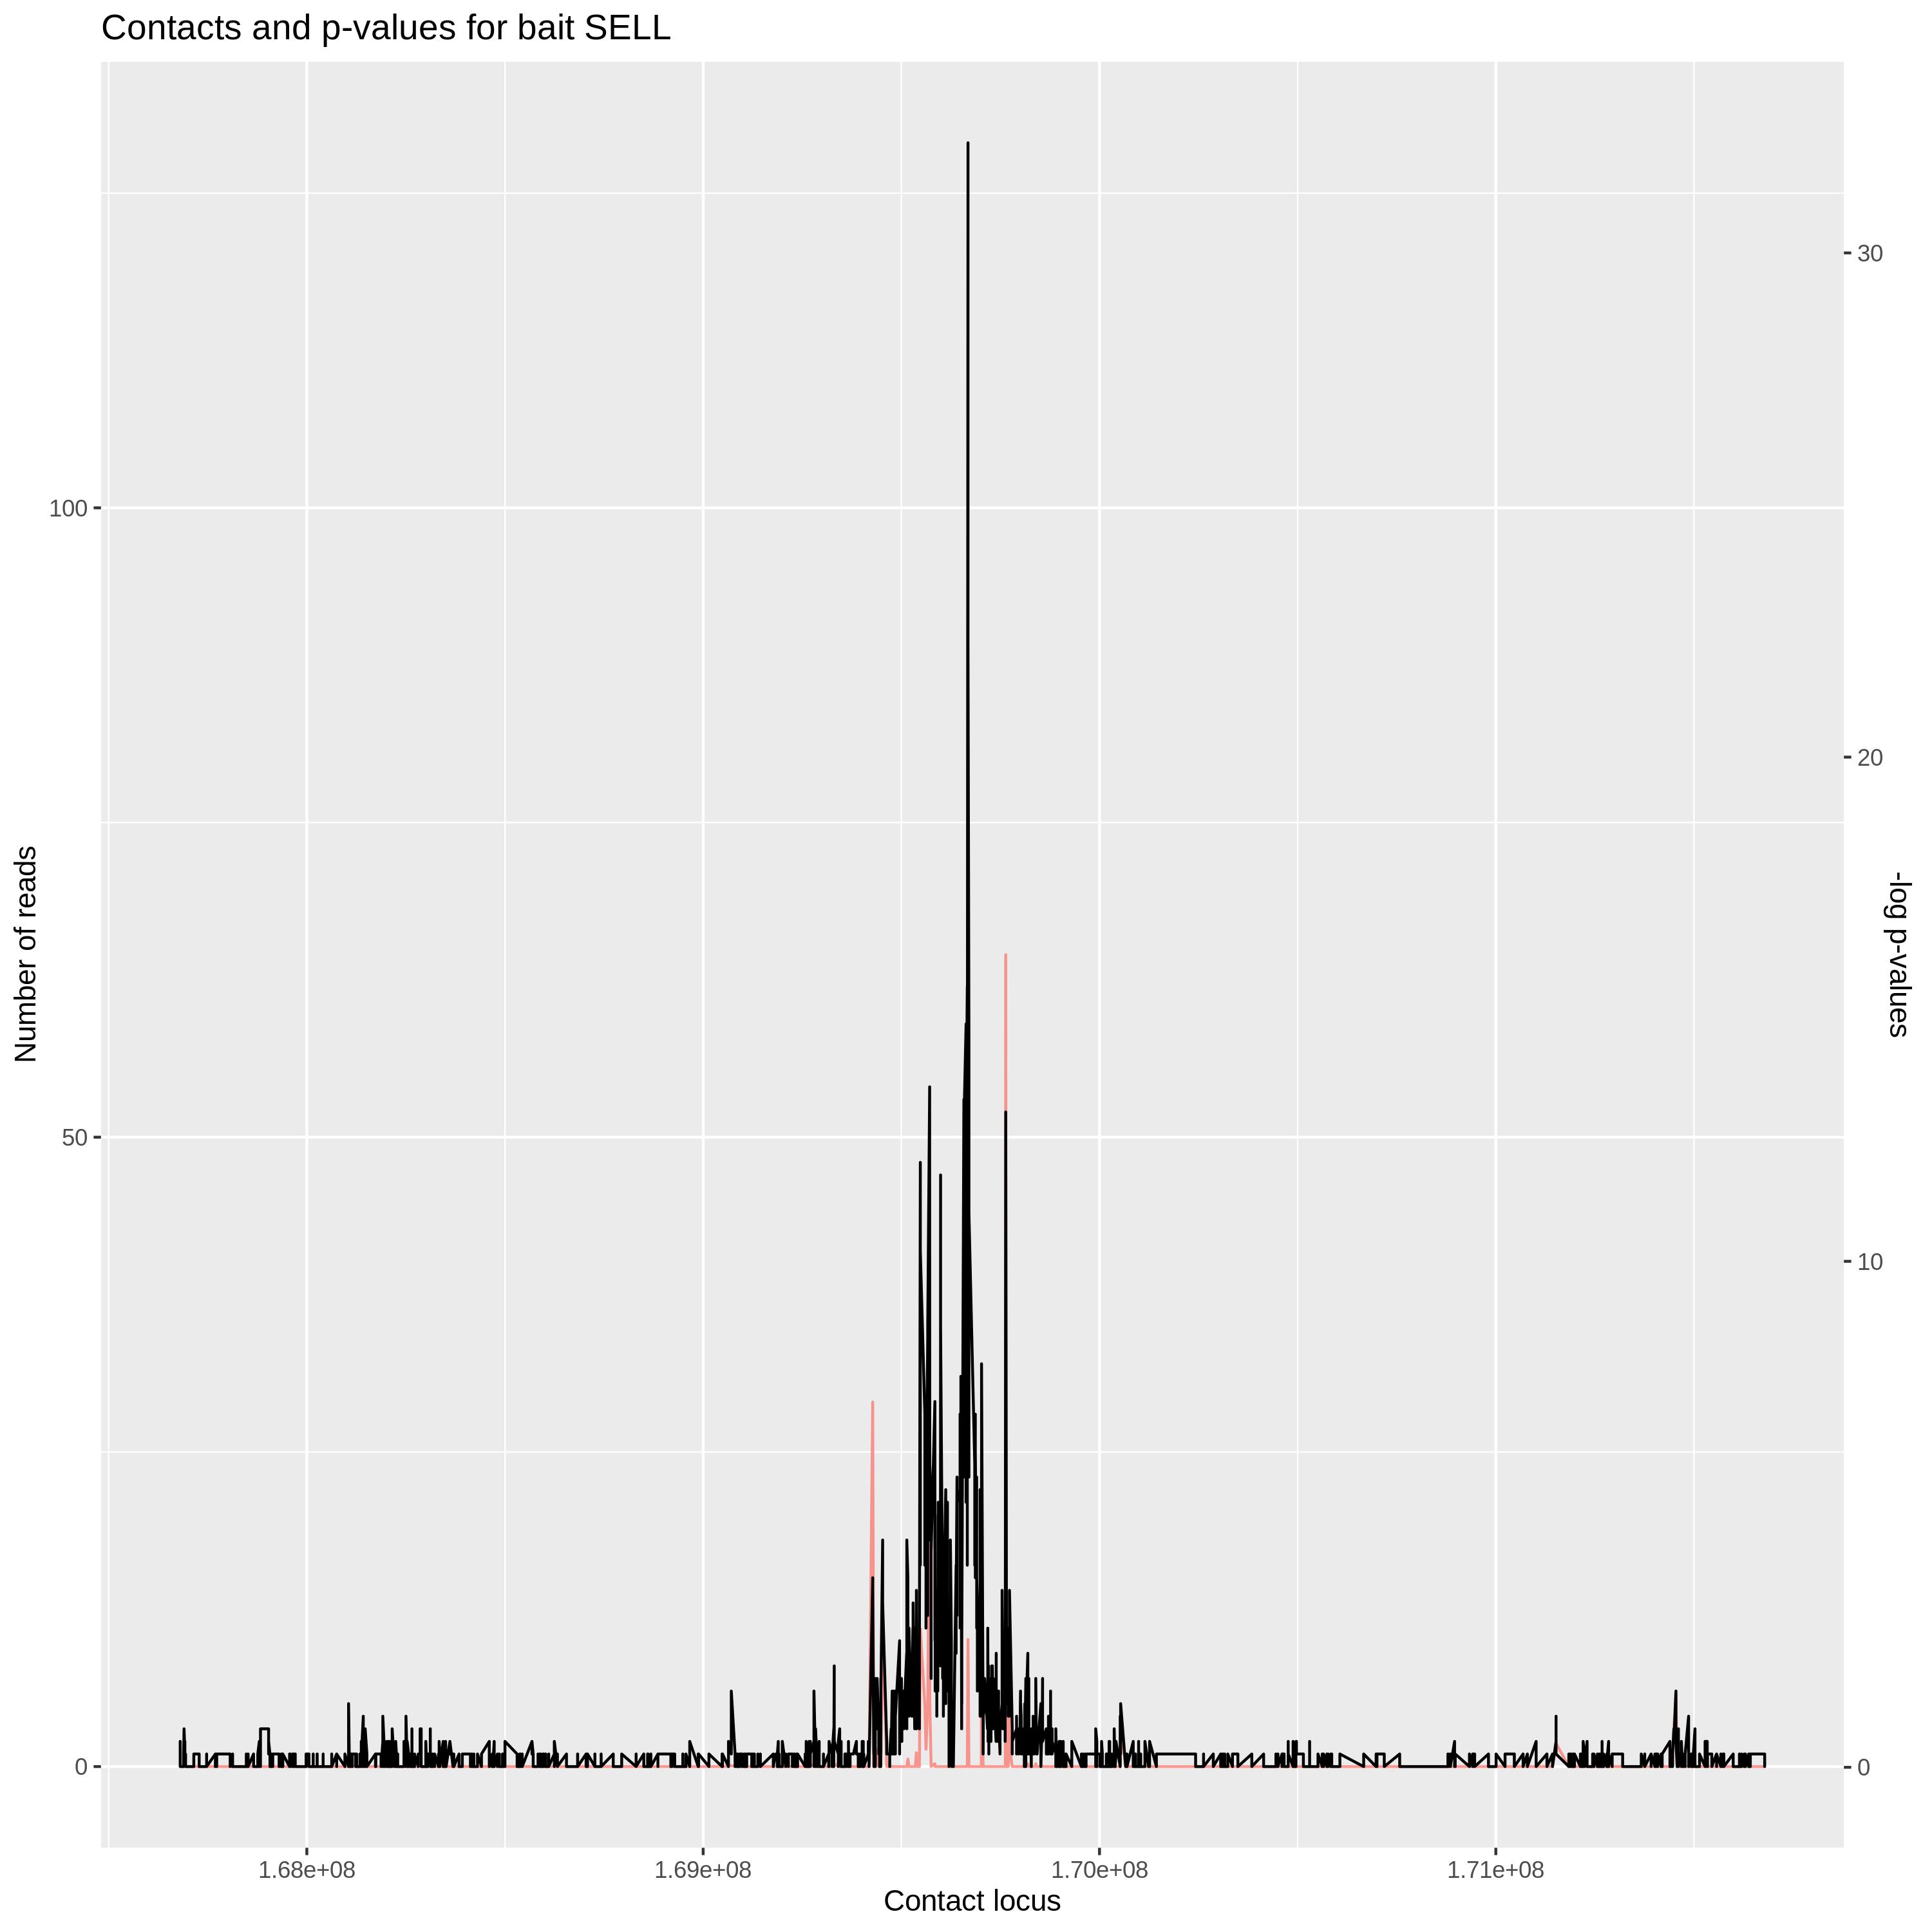 Contacts and p-values for bait SELL
Number of reads
100
50
0
30
20
10
0
-log p-values
1.68e+08
1.69e+08
1.70e+08
1.71e+08
Contact locus